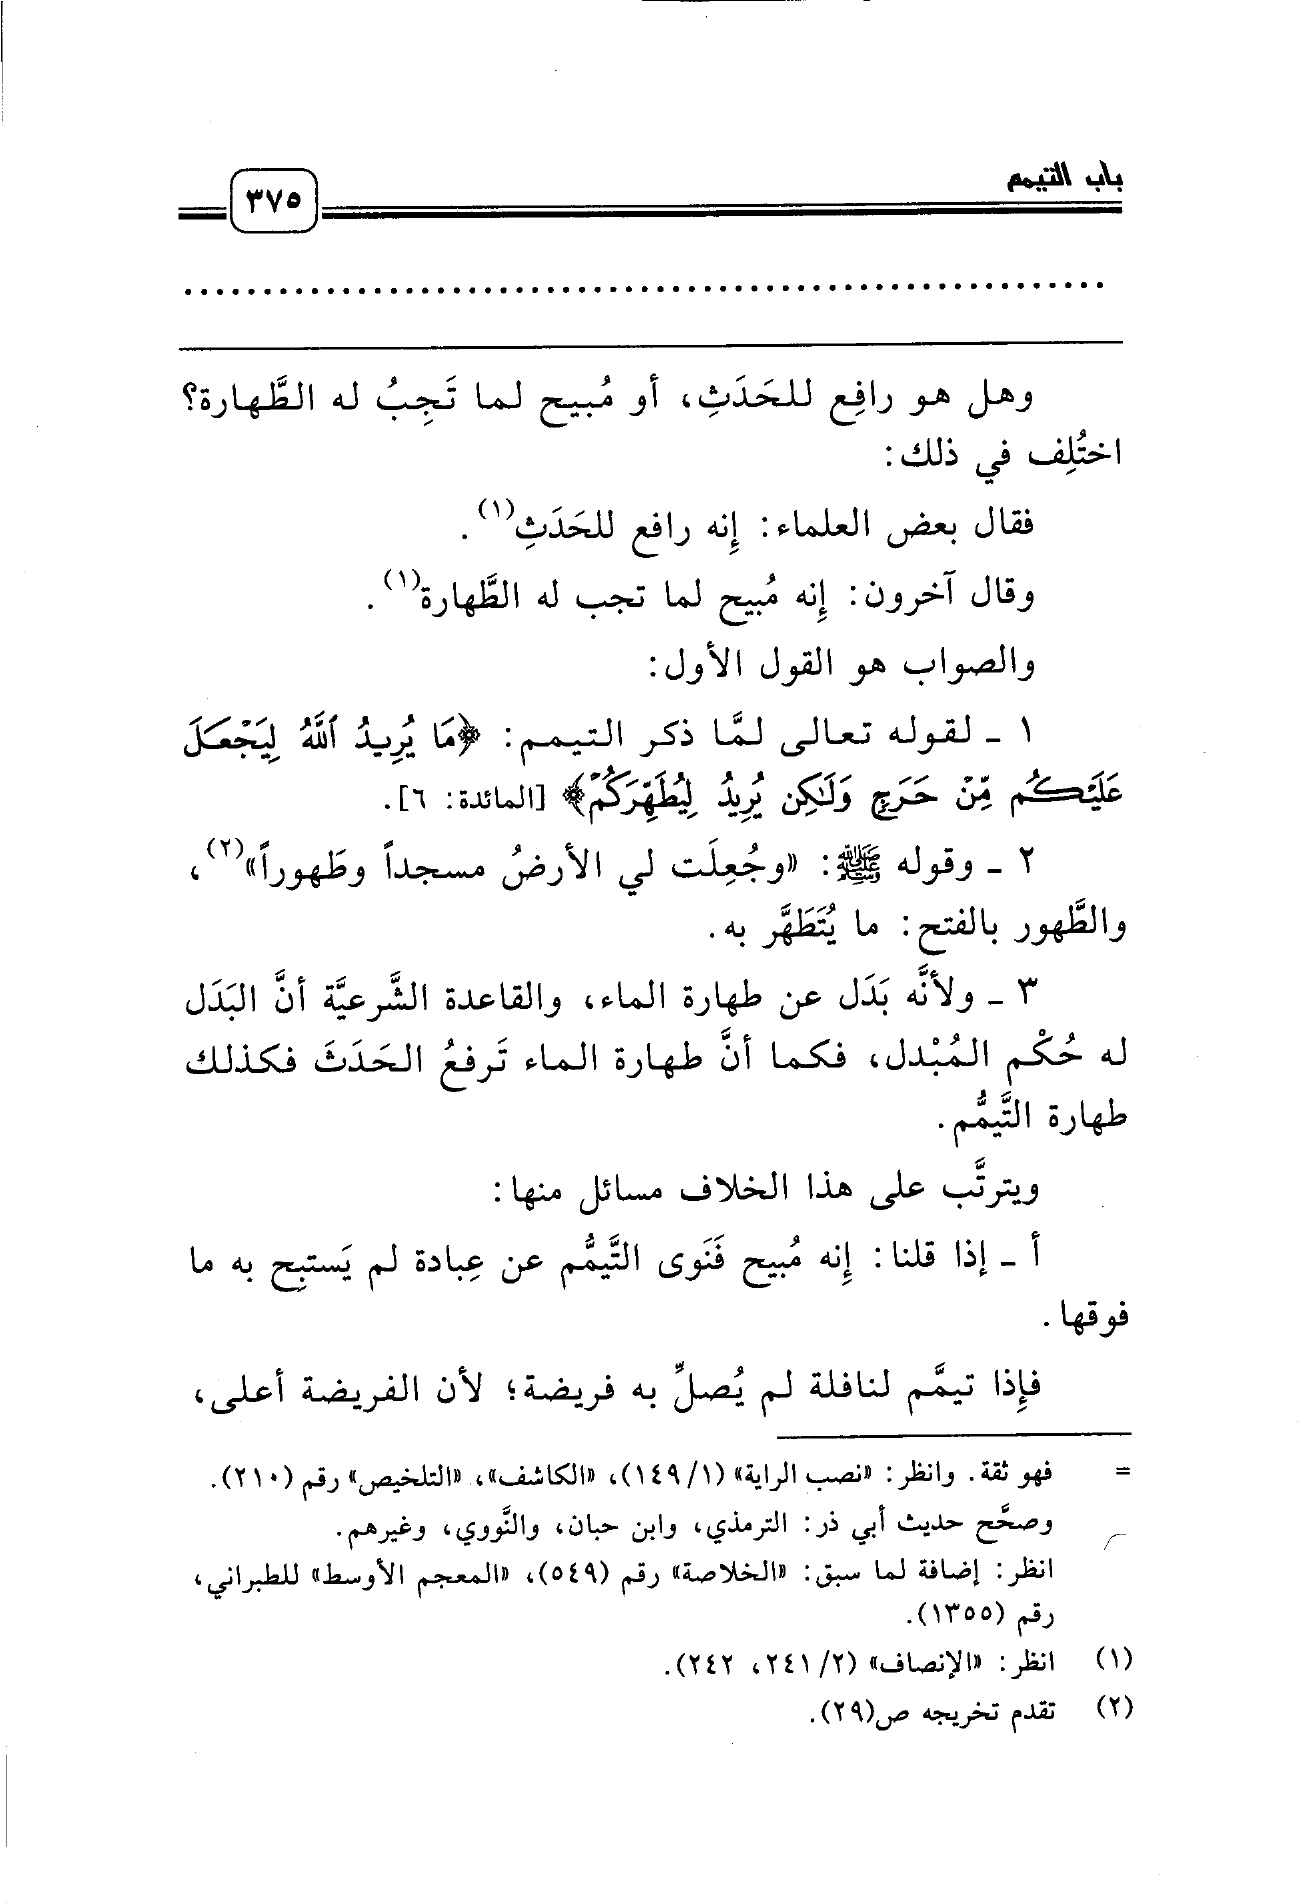 باب التيمم
٣٧٥
وهل هو رافِع للحَدَثِ، أو مُبيح لما تَجِبُ له الطَّهارة؟
اختُلِف في ذلك:
فقال بعض العلماء: إِنه رافع للحَدَثِ(١).
وقال آخرون: إِنه مُبيح لما تجب له الطَّهارة(١).
والصواب هو القول الأول:
١ ـ لقوله تعالى لمَّا ذكر التيمم: ﴿مَا يُرِيدُ ٱللَّهُ لِيَجْعَلَ
عَلَيْكُم مِّنْ حَرَجٍ وَلَٰكِن يُرِيدُ لِيُطَهِّرَكُمْ﴾ [المائدة: ٦].
٢ ـ وقوله ﷺ: «وجُعِلَت لي الأرضُ مسجداً وطَهوراً»(٢)،
والطَّهور بالفتح: ما يُتَطَهَّر به.
٣ ـ ولأنَّه بَدَل عن طهارة الماء، والقاعدة الشَّرعيَّة أنَّ البَدَل
له حُكْم المُبْدل، فكما أنَّ طهارة الماء تَرفعُ الحَدَثَ فكذلك
طهارة التَّيمُّم.
ويترتَّب على هذا الخلاف مسائل منها:
أ ـ إذا قلنا: إِنه مُبيح فَنَوى التَّيمُّم عن عِبادة لم يَستبِح به ما
فوقها.
فإِذا تيمَّم لنافلة لم يُصلِّ به فريضة؛ لأن الفريضة أعلى،
= فهو ثقة. وانظر: «نصب الراية» (١/١٤٩)، «الكاشف»، «التلخيص» رقم (٢١٠).
وصحَّح حديث أبي ذر: الترمذي، وابن حبان، والنَّووي، وغيرهم.
انظر: إضافة لما سبق: «الخلاصة» رقم (٥٤٩)، «المعجم الأوسط» للطبراني،
رقم (١٣٥٥).
(١) انظر: «الإنصاف» (٢/٢٤١، ٢٤٢).
(٢) تقدم تخريجه ص(٢٩).